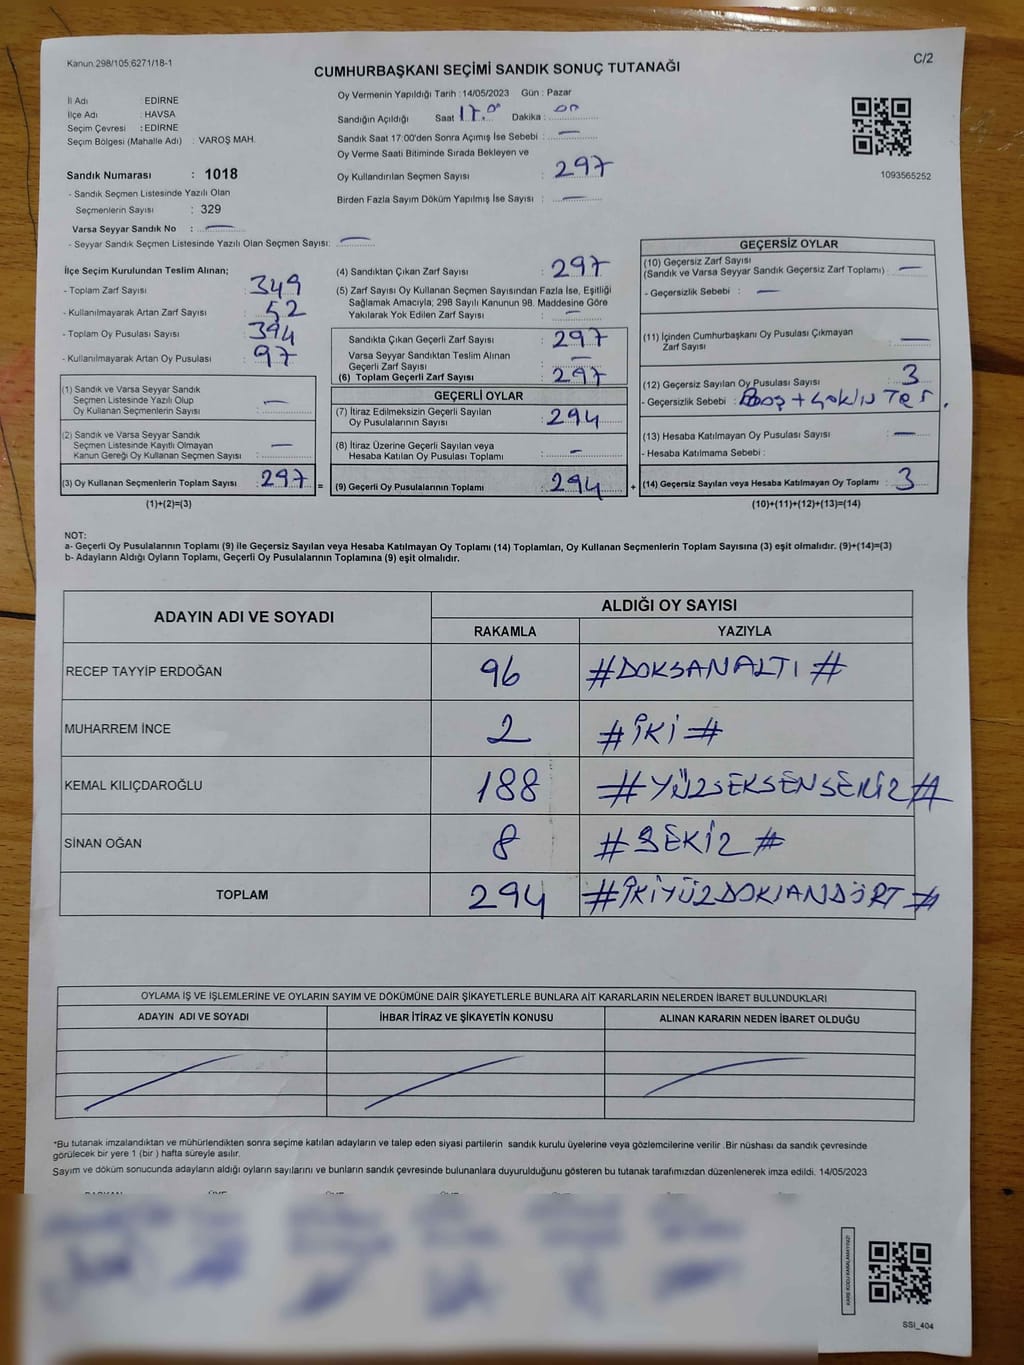 Kanun.298/105;6271/18-1
C/2
CUMHURBAŞKANI SEÇİMİ SANDIK SONUÇ TUTANAĞI
İl Adı : EDİRNE
İlçe Adı : HAVSA
Seçim Çevresi : EDİRNE
Seçim Bölgesi (Mahalle Adı) : VAROŞ MAH.
Sandık Numarası : 1018
- Sandık Seçmen Listesinde Yazılı Olan
Seçmenlerin Sayısı : 329
Varsa Seyyar Sandık No : —
- Seyyar Sandık Seçmen Listesinde Yazılı Olan Seçmen Sayısı: —
Oy Vermenin Yapıldığı Tarih : 14/05/2023 Gün : Pazar
Sandığın Açıldığı Saat 17.00 Dakika : 00
Sandık Saat 17:00'den Sonra Açımış İse Sebebi : —
Oy Verme Saati Bitiminde Sırada Bekleyen ve
Oy Kullandırılan Seçmen Sayısı : 297
Birden Fazla Sayım Döküm Yapılmış İse Sayısı : —
1093565252
İlçe Seçim Kurulundan Teslim Alınan;
- Toplam Zarf Sayısı : 349
- Kullanılmayarak Artan Zarf Sayısı : 52
- Toplam Oy Pusulası Sayısı : 394
- Kullanılmayarak Artan Oy Pusulası : 97
(1) Sandık ve Varsa Seyyar Sandık
Seçmen Listesinde Yazılı Olup
Oy Kullanan Seçmenlerin Sayısı : —
(2) Sandık ve Varsa Seyyar Sandık
Seçmen Listesinde Kayıtlı Olmayan
Kanun Gereği Oy Kullanan Seçmen Sayısı : —
(3) Oy Kullanan Seçmenlerin Toplam Sayısı : 297 =
(1)+(2)=(3)
(4) Sandıktan Çıkan Zarf Sayısı : 297
(5) Zarf Sayısı Oy Kullanan Seçmen Sayısından Fazla İse, Eşitliği
Sağlamak Amacıyla; 298 Sayılı Kanunun 98. Maddesine Göre
Yakılarak Yok Edilen Zarf Sayısı : —
Sandıkta Çıkan Geçerli Zarf Sayısı : 297
Varsa Seyyar Sandıktan Teslim Alınan
Geçerli Zarf Sayısı : —
(6) Toplam Geçerli Zarf Sayısı : 297
GEÇERLİ OYLAR
(7) İtiraz Edilmeksizin Geçerli Sayılan
Oy Pusulalarının Sayısı : 294
(8) İtiraz Üzerine Geçerli Sayılan veya
Hesaba Katılan Oy Pusulası Toplamı : -
(9) Geçerli Oy Pusulalarının Toplamı : 294 +
GEÇERSİZ OYLAR
(10) Geçersiz Zarf Sayısı
(Sandık ve Varsa Seyyar Sandık Geçersiz Zarf Toplamı) : —
- Geçersizlik Sebebi : —
(11) İçinden Cumhurbaşkanı Oy Pusulası Çıkmayan
Zarf Sayısı : —
(12) Geçersiz Sayılan Oy Pusulası Sayısı : 3
- Geçersizlik Sebebi : Boş +
(13) Hesaba Katılmayan Oy Pusulası Sayısı : —
- Hesaba Katılmama Sebebi :
(14) Geçersiz Sayılan veya Hesaba Katılmayan Oy Toplamı : 3
(10)+(11)+(12)+(13)=(14)
NOT:
a- Geçerli Oy Pusulalarının Toplamı (9) ile Geçersiz Sayılan veya Hesaba Katılmayan Oy Toplamı (14) Toplamları, Oy Kullanan Seçmenlerin Toplam Sayısına (3) eşit olmalıdır. (9)+(14)=(3)
b- Adayların Aldığı Oyların Toplamı, Geçerli Oy Pusulalarının Toplamına (9) eşit olmalıdır.
ADAYIN ADI VE SOYADI ALDIĞI OY SAYISI
RAKAMLA YAZIYLA
RECEP TAYYİP ERDOĞAN 96 #DOKSANALTI#
MUHARREM İNCE 2 #İKİ#
KEMAL KILIÇDAROĞLU 188 #YÜZSEKSENSEKİZ#
SİNAN OĞAN 8 #SEKİZ#
TOPLAM 294 #İKİYÜZDOKSANDÖRT#
OYLAMA İŞ VE İŞLEMLERİNE VE OYLARIN SAYIM VE DÖKÜMÜNE DAİR ŞİKAYETLERLE BUNLARA AİT KARARLARIN NELERDEN İBARET BULUNDUKLARI
ADAYIN ADI VE SOYADI İHBAR İTİRAZ VE ŞİKAYETİN KONUSU ALINAN KARARIN NEDEN İBARET OLDUĞU
*Bu tutanak imzalandıktan ve mühürlendikten sonra seçime katılan adayların ve talep eden siyasi partilerin sandık kurulu üyelerine veya gözlemcilerine verilir .Bir nüshası da sandık çevresinde
görülecek bir yere 1 (bir ) hafta süreyle asılır.
Sayım ve döküm sonucunda adayların aldığı oyların sayılarını ve bunların sandık çevresinde bulunanlara duyurulduğunu gösteren bu tutanak tarafımızdan düzenlenerek imza edildi. 14/05/2023
KARE KODU KARALAMAYINIZ!
SSI_404